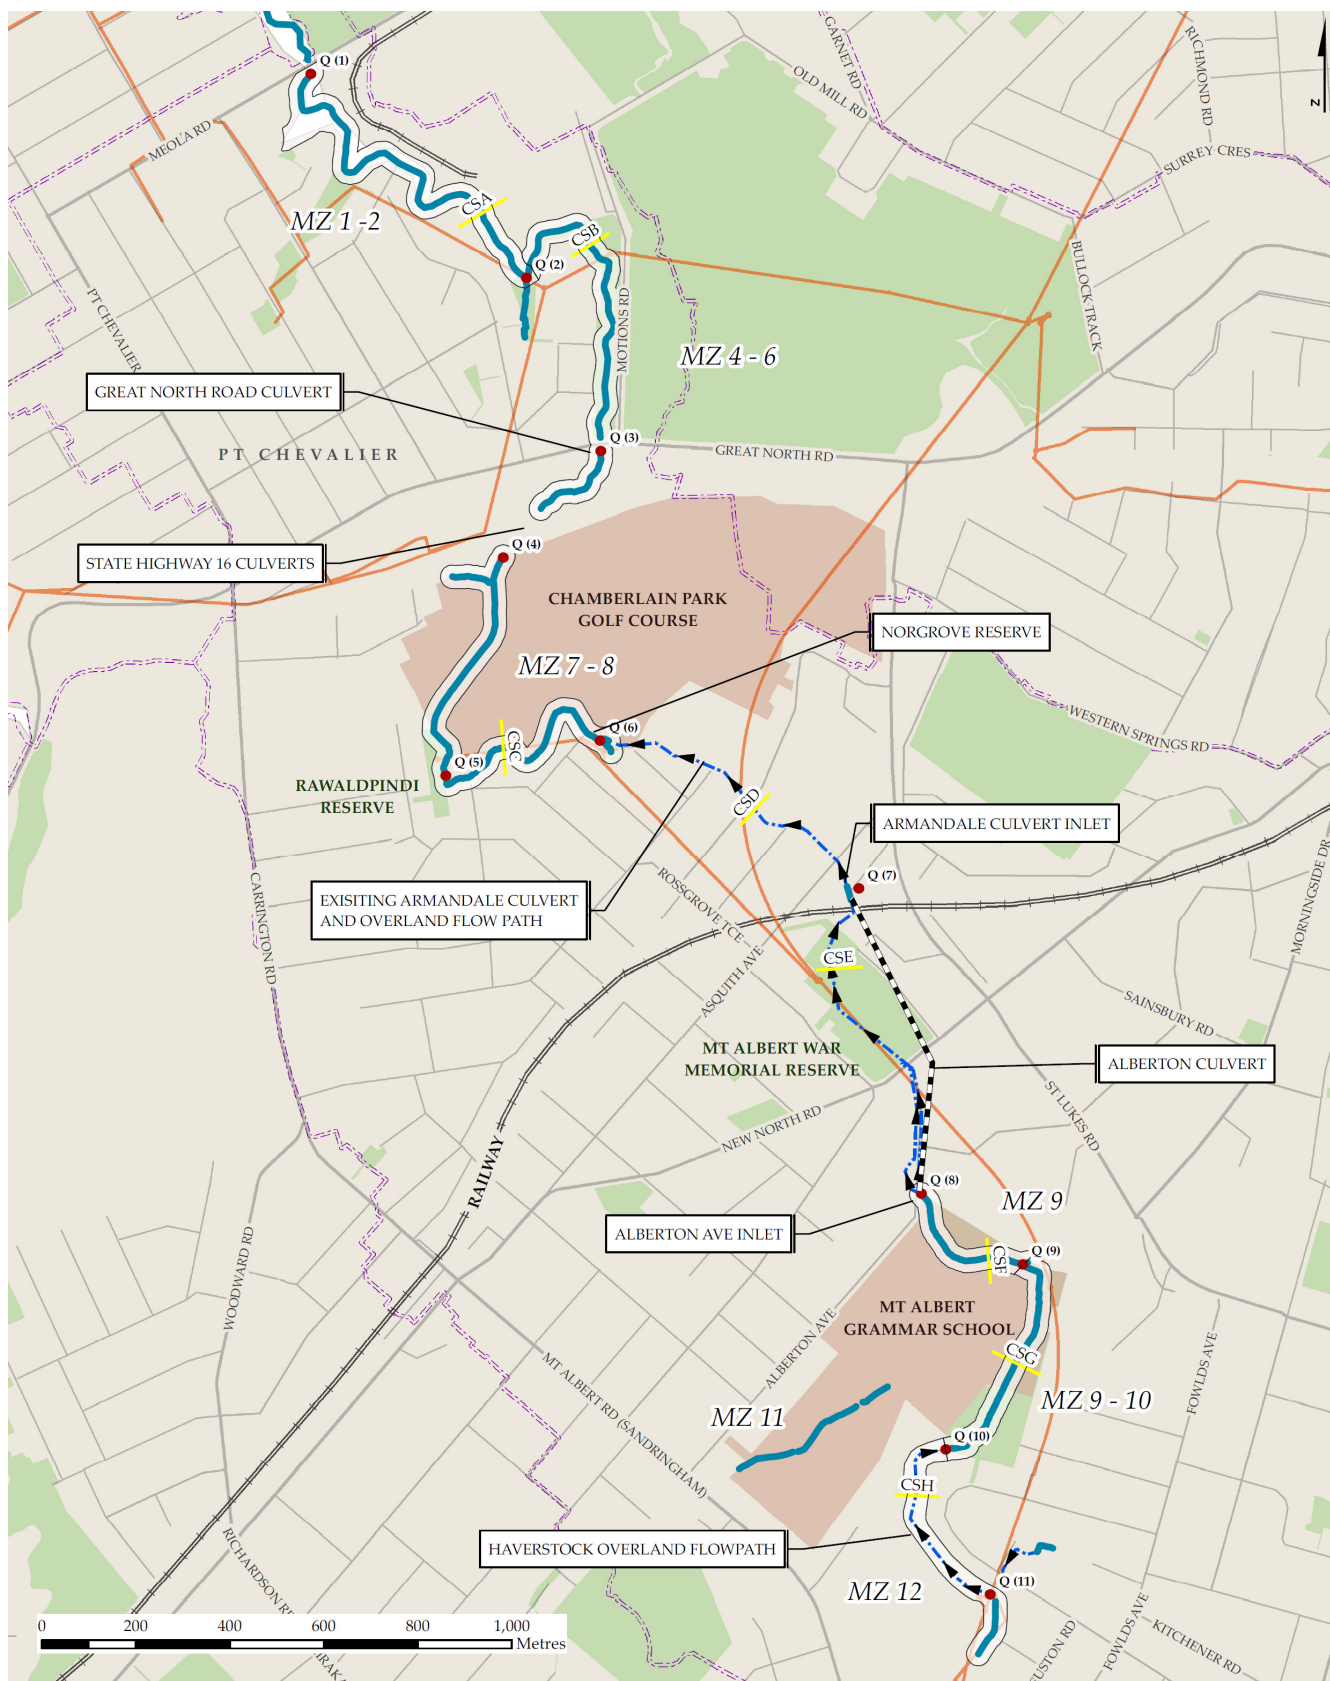 Q (1)
GARNET RD
OLD MILL RD
RICHMOND RD
N
MEOLA RD
SURREY CRES
CSA
MZ 1 -2
CSB
Q (2)
BULLOCK TRACK
PT CHEVALIER
MOTIONS RD
MZ 4 - 6
GREAT NORTH ROAD CULVERT
Q (3)
PT CHEVALIER
GREAT NORTH RD
STATE HIGHWAY 16 CULVERTS
Q (4)
CHAMBERLAIN PARK
GOLF COURSE
NORGROVE RESERVE
MZ 7 - 8
WESTERN SPRINGS RD
Q (6)
CSC
Q (5)
RAWALDPINDI
RESERVE
CSD
ARMANDALE CULVERT INLET
MORNINGSIDE DR
CARRINGTON RD
ROSSGROVE TCE
Q (7)
EXISITING ARMANDALE CULVERT
AND OVERLAND FLOW PATH
ASQUITH AVE
CSE
SAINSBURY RD
MT ALBERT WAR
MEMORIAL RESERVE
ALBERTON CULVERT
ST LUKES RD
NEW NORTH RD
RAILWAY
Q (8)
MZ 9
WOODWARD RD
ALBERTON AVE INLET
CSF
Q (9)
MT ALBERT
GRAMMAR SCHOOL
CSG
ALBERTON AVE
FOWLDS AVE
MT ALBERT RD (SANDRINGHAM)
MZ 11
MZ 9 - 10
Q (10)
CSH
RICHARDSON RD
HAVERSTOCK OVERLAND FLOWPATH
Q (11)
MZ 12
FOWLDS AVE
KITCHENER RD
EUSTON RD
0 200 400 600 800 1,000
Metres